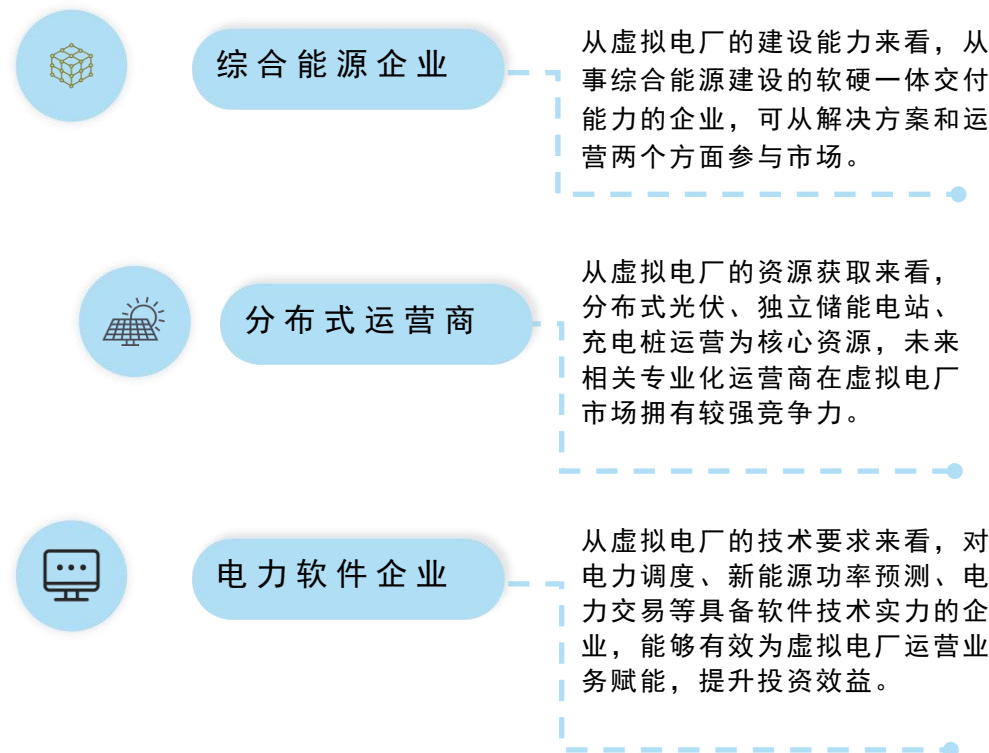 综合能源企业
从虚拟电厂的建设能力来看，从
事综合能源建设的软硬一体交付
能力的企业，可从解决方案和运
营两个方面参与市场。
分布式运营商
从虚拟电厂的资源获取来看，
分布式光伏、独立储能电站、
充电桩运营为核心资源，未来
相关专业化运营商在虚拟电厂
市场拥有较强竞争力。
电力软件企业
从虚拟电厂的技术要求来看，对
电力调度、新能源功率预测、电
力交易等具备软件技术实力的企
业，能够有效为虚拟电厂运营业
务赋能，提升投资效益。